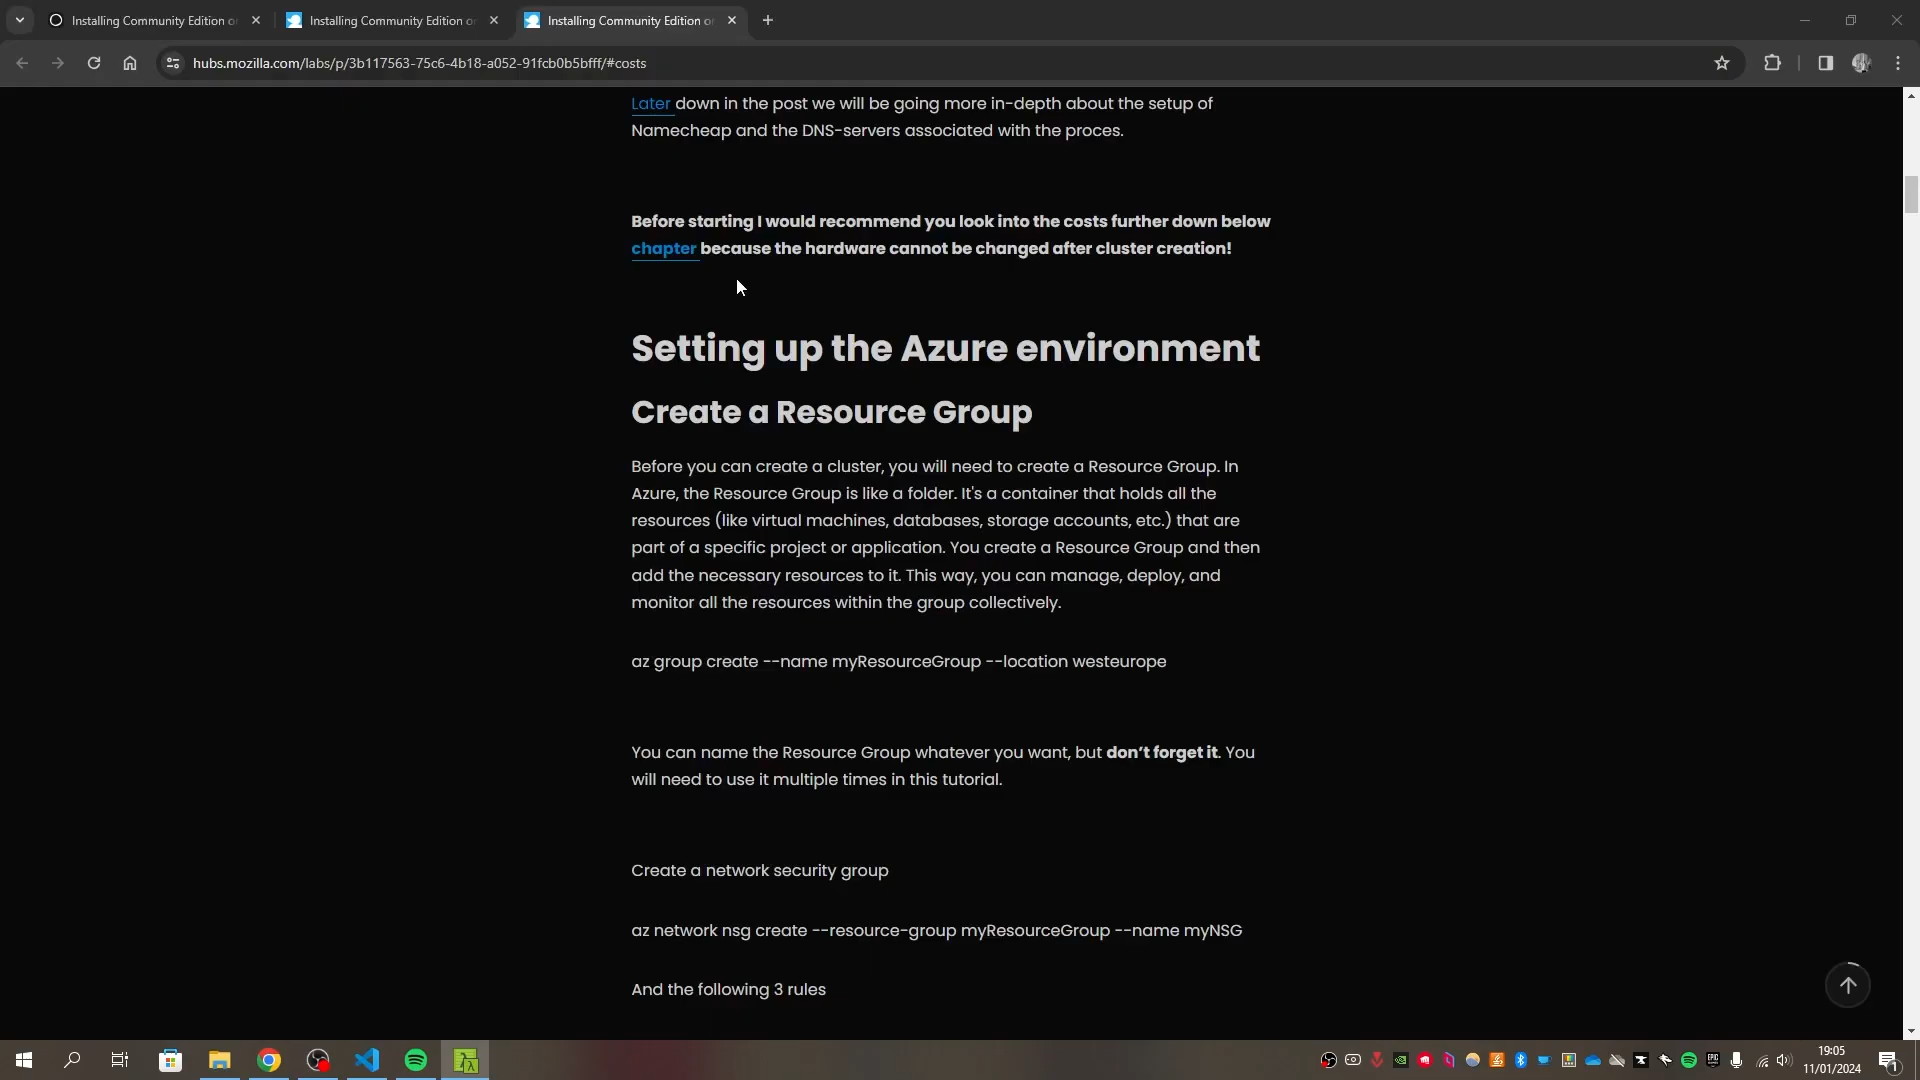 Installing Community Edition o
Installing Community Edition o
Installing Community Edition o
hubs.mozilla.com/labs/p/3b117563-75c6-4b18-a052-91fcb0b5bfff/#costs
Later down in the post we will be going more in-depth about the setup of
Namecheap and the DNS-servers associated with the proces.
Before starting I would recommend you look into the costs further down below
chapter because the hardware cannot be changed after cluster creation!
Setting up the Azure environment
Create a Resource Group
Before you can create a cluster, you will need to create a Resource Group. In
Azure, the Resource Group is like a folder. It's a container that holds all the
resources (like virtual machines, databases, storage accounts, etc.) that are
part of a specific project or application. You create a Resource Group and then
add the necessary resources to it. This way, you can manage, deploy, and
monitor all the resources within the group collectively.
az group create --name myResourceGroup --location westeurope
You can name the Resource Group whatever you want, but don’t forget it. You
will need to use it multiple times in this tutorial.
Create a network security group
az network nsg create --resource-group myResourceGroup --name myNSG
And the following 3 rules
19:05
11/01/2024